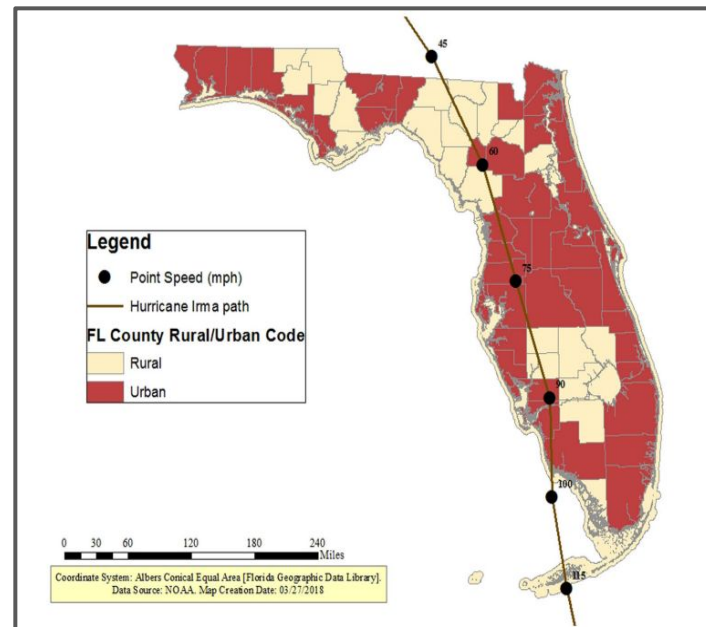 45
60
75
90
100
115
Legend
Point Speed (mph)
Hurricane Irma path
FL County Rural/Urban Code
Rural
Urban
0 30 60 120 180 240
Miles
Coordinate System: Albers Conical Equal Area [Florida Geographic Data Library].
Data Source: NOAA. Map Creation Date: 03/27/2018